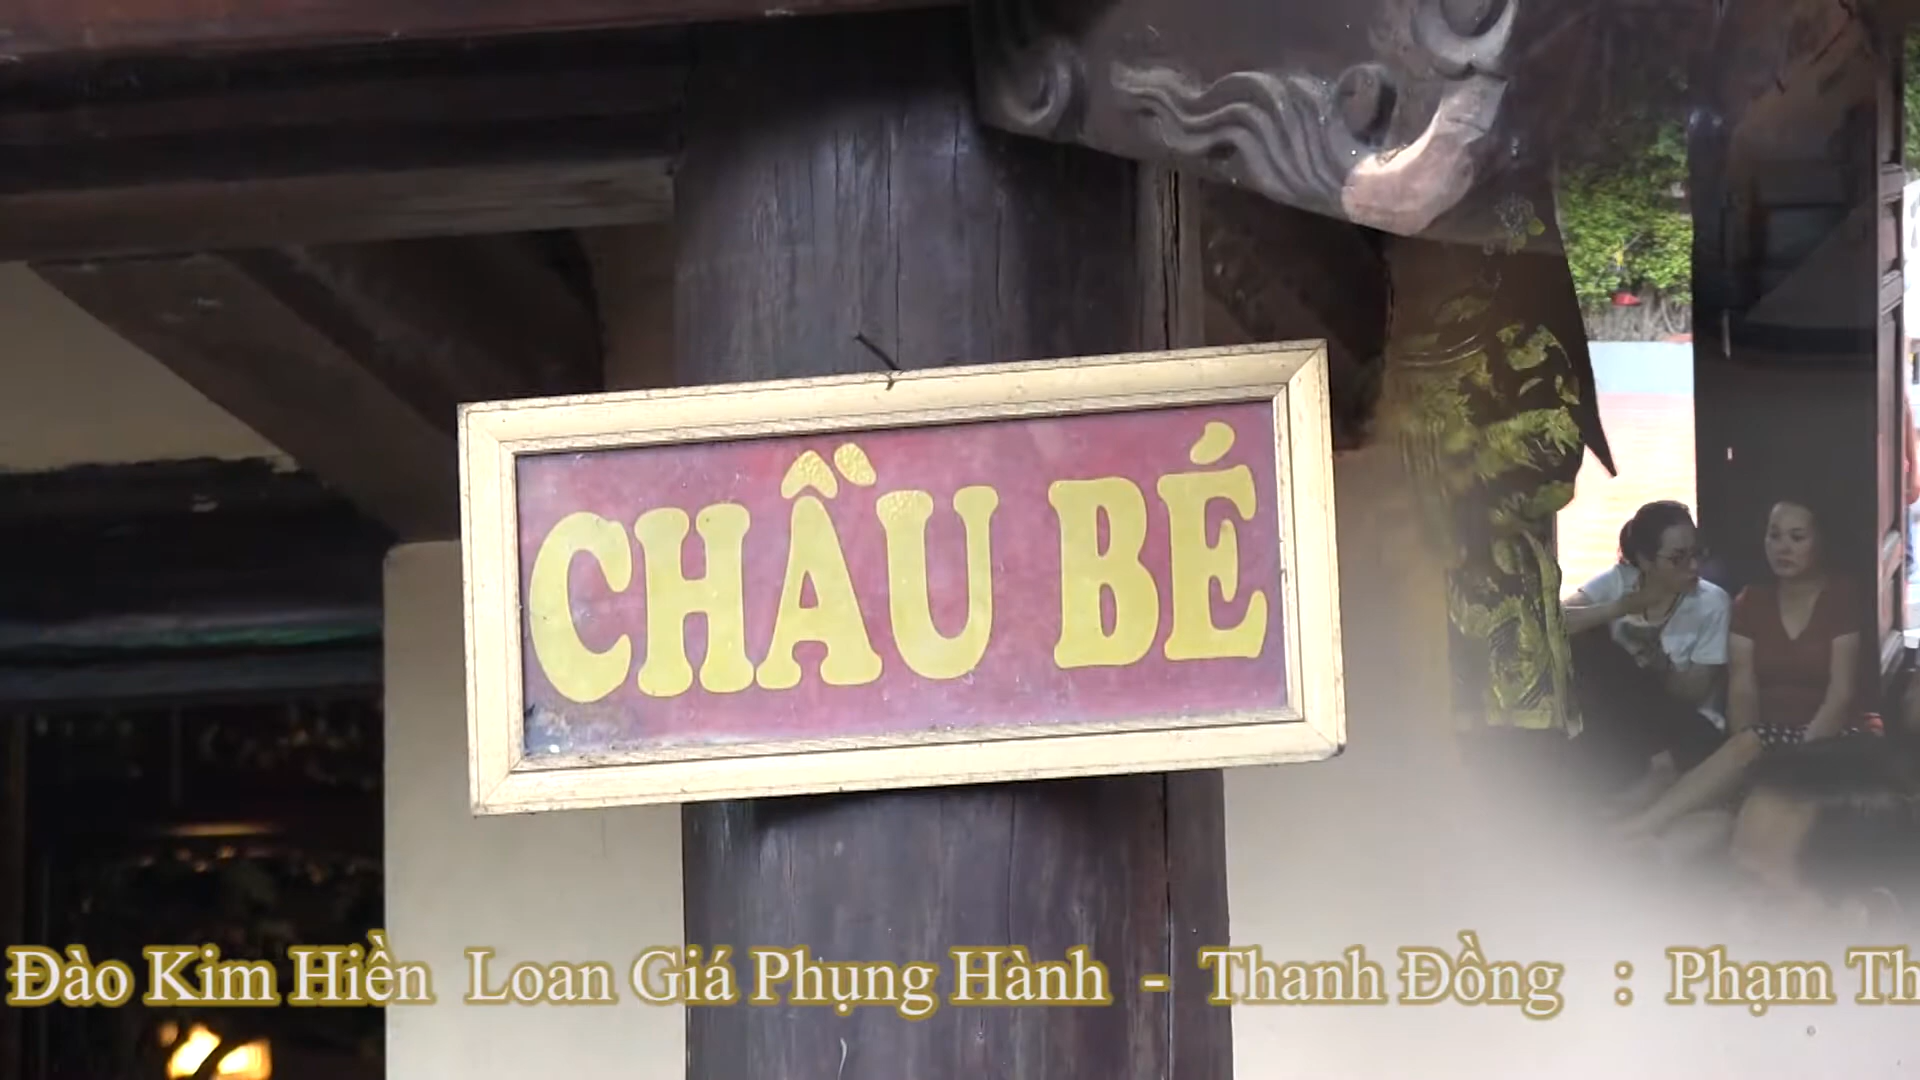 CHẦU BÉ
Đào Kim Hiền Loan Giá Phụng Hành - Thanh Đồng : Phạm